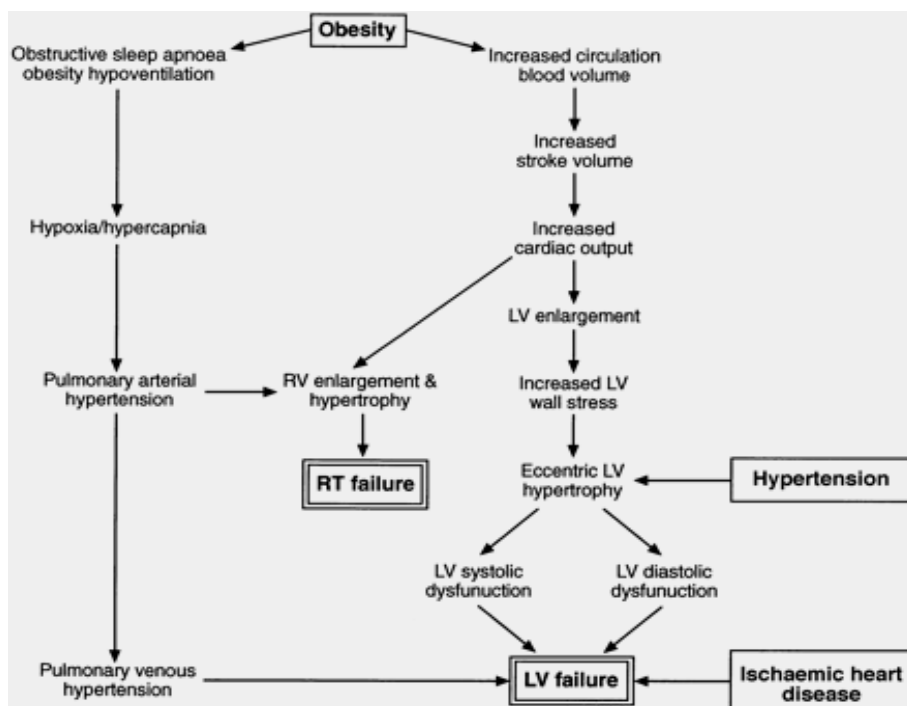 Obesity
Obstructive sleep apnoea
obesity hypoventilation
Increased circulation
blood volume
Increased
stroke volume
Hypoxia/hypercapnia
Increased
cardiac output
LV enlargement
Pulmonary arterial
hypertension
RV enlargement &
hypertrophy
Increased LV
wall stress
RT failure
Eccentric LV
hypertrophy
Hypertension
LV systolic
dysfunuction
LV diastolic
dysfunuction
Pulmonary venous
hypertension
LV failure
Ischaemic heart
disease